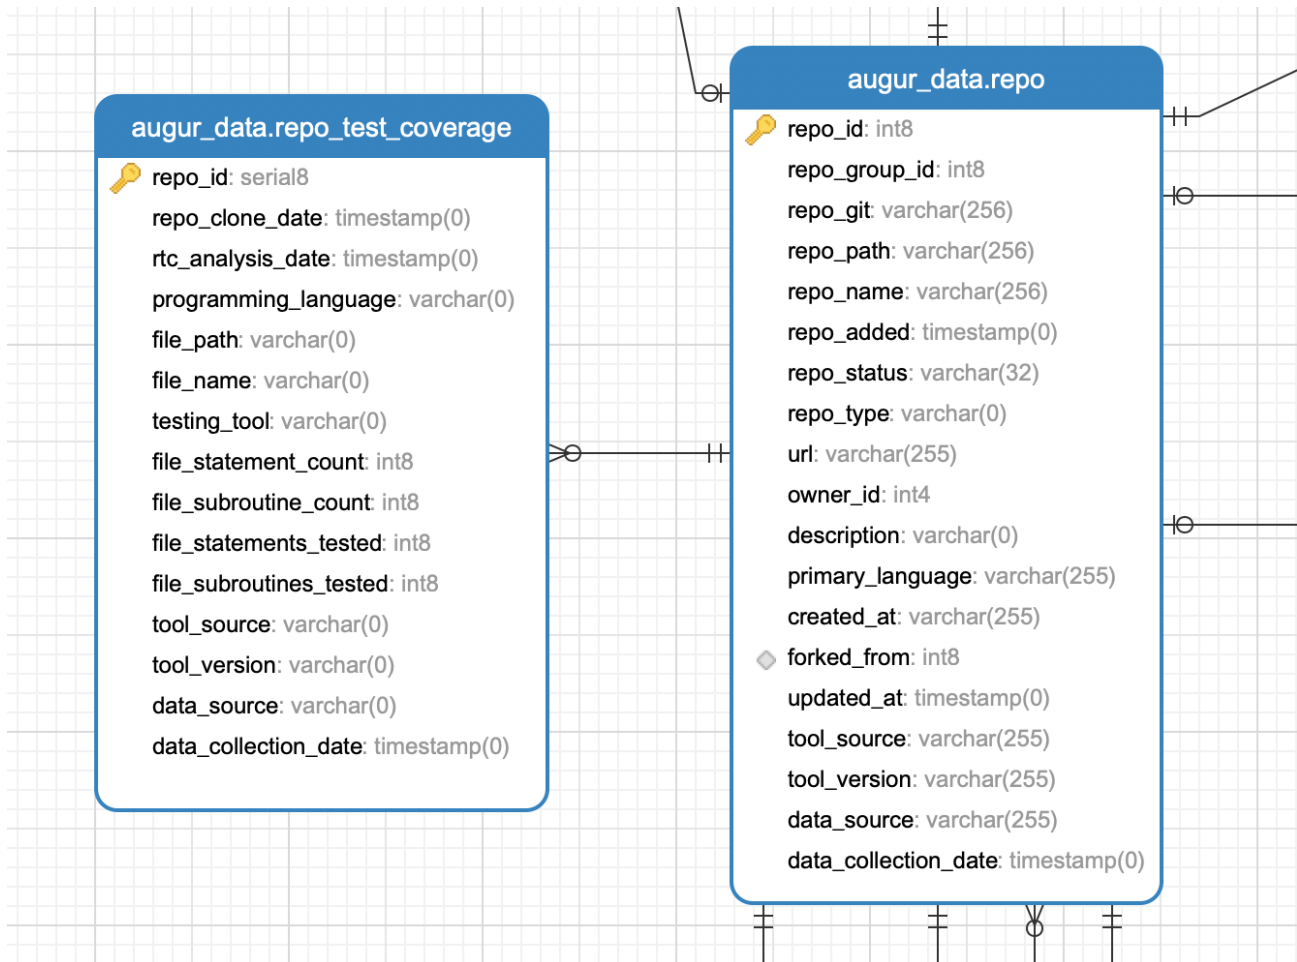 augur_data.repo_test_coverage
repo_id: serial8
repo_clone_date: timestamp(0)
rtc_analysis_date: timestamp(0)
programming_language: varchar(0)
file_path: varchar(0)
file_name: varchar(0)
testing_tool: varchar(0)
file_statement_count: int8
file_subroutine_count: int8
file_statements_tested: int8
file_subroutines_tested: int8
tool_source: varchar(0)
tool_version: varchar(0)
data_source: varchar(0)
data_collection_date: timestamp(0)
augur_data.repo
repo_id: int8
repo_group_id: int8
repo_git: varchar(256)
repo_path: varchar(256)
repo_name: varchar(256)
repo_added: timestamp(0)
repo_status: varchar(32)
repo_type: varchar(0)
url: varchar(255)
owner_id: int4
description: varchar(0)
primary_language: varchar(255)
created_at: varchar(255)
forked_from: int8
updated_at: timestamp(0)
tool_source: varchar(255)
tool_version: varchar(255)
data_source: varchar(255)
data_collection_date: timestamp(0)